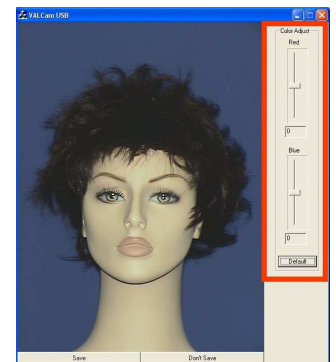 VALCam USB
Color Adjust
Red
0
Blue
0
Default
Save
Don't Save